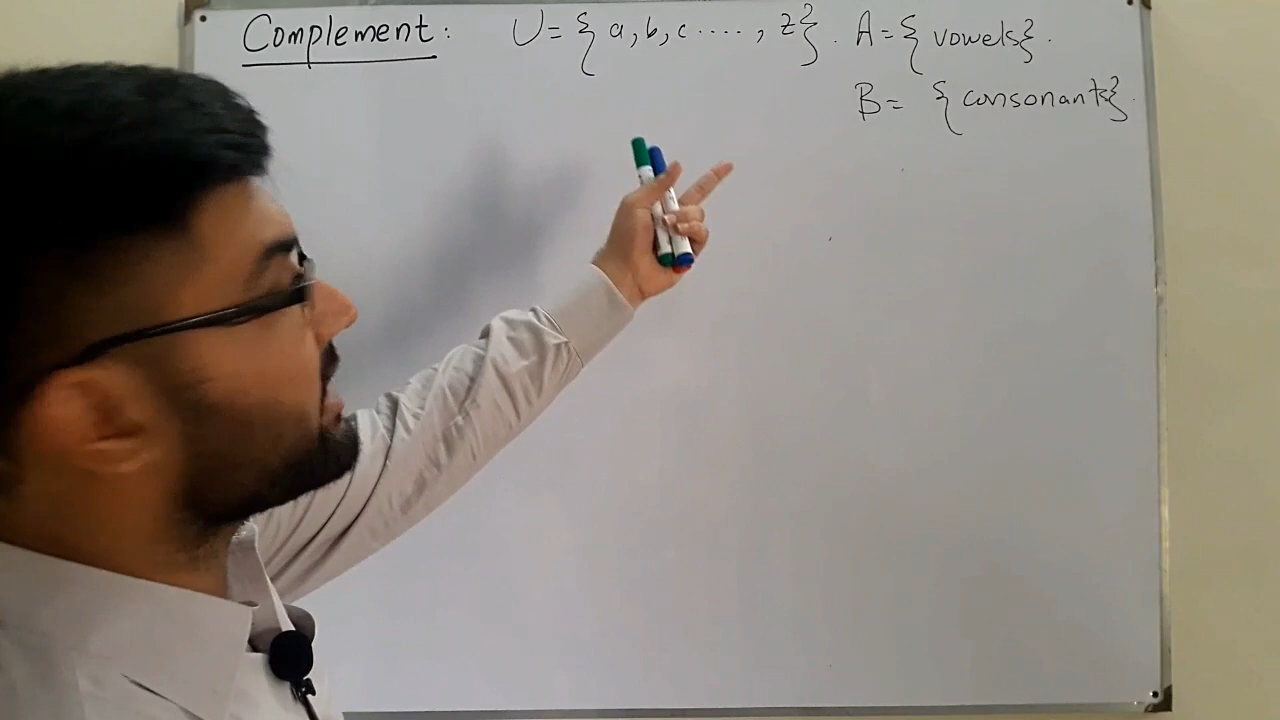 Complement: U={a,b,c....,z}. A={vowels}.
B= {consonants}.